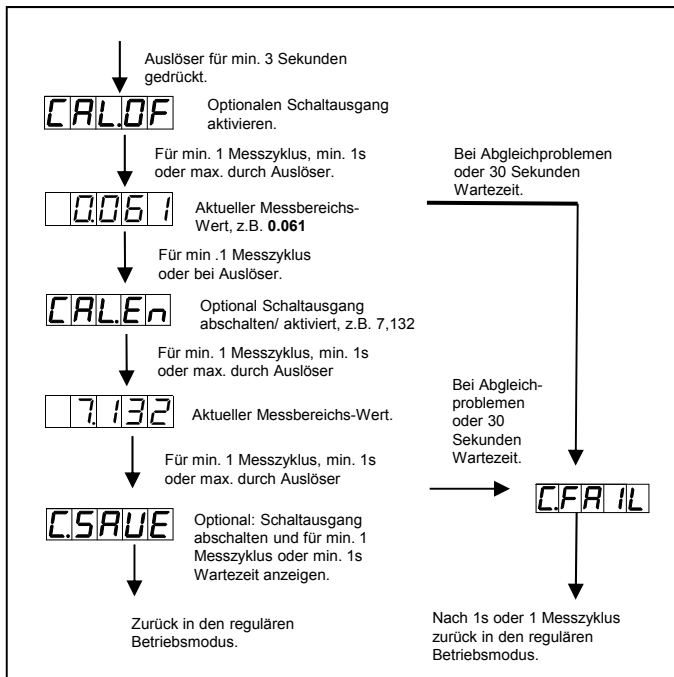 Auslöser für min. 3 Sekunden
gedrückt.
CAL.OF
Optionalen Schaltausgang
aktivieren.
Für min. 1 Messzyklus, min. 1s
oder max. durch Auslöser.
Bei Abgleichproblemen
oder 30 Sekunden
Wartezeit.
0.061
Aktueller Messbereichs-
Wert, z.B. 0.061
Für min .1 Messzyklus
oder bei Auslöser.
CAL.En
Optional Schaltausgang
abschalten/ aktiviert, z.B. 7,132
Für min. 1 Messzyklus, min. 1s
oder max. durch Auslöser
7.132
Aktueller Messbereichs-Wert.
Bei Abgleich-
problemen
oder 30
Sekunden
Wartezeit.
Für min. 1 Messzyklus, min. 1s
oder max. durch Auslöser
C.SAVE
Optional: Schaltausgang
abschalten und für min. 1
Messzyklus oder min. 1s
Wartezeit anzeigen.
C.FAIL
Zurück in den regulären
Betriebsmodus.
Nach 1s oder 1 Messzyklus
zurück in den regulären
Betriebsmodus.